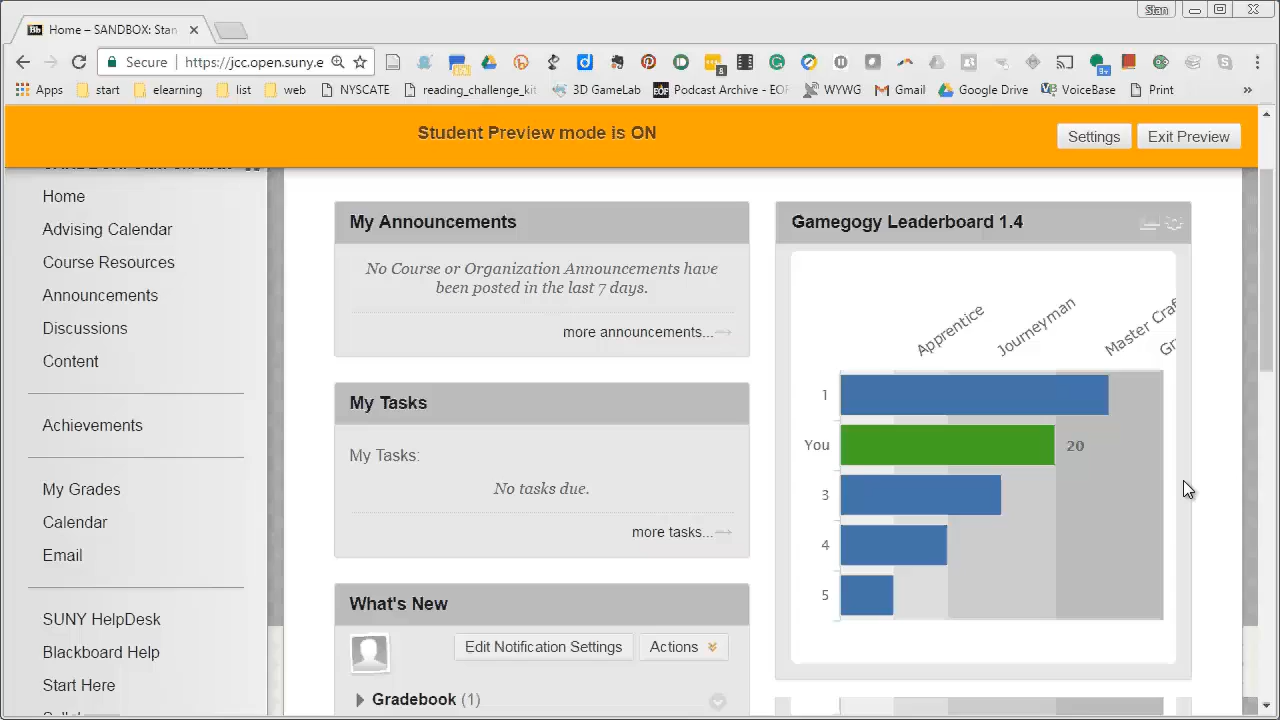 Stan
Bb Home – SANDBOX: Stan
Secure https://jcc.open.suny.e
Apps start elearning list web NYSCATE reading_challenge_kit 3D GameLab Podcast Archive - EOF WYWG Gmail Google Drive VoiceBase Print »
Student Preview mode is ON
Settings Exit Preview
Home
Advising Calendar
Course Resources
Announcements
Discussions
Content
Achievements
My Grades
Calendar
Email
SUNY HelpDesk
Blackboard Help
Start Here
My Announcements
No Course or Organization Announcements have
been posted in the last 7 days.
more announcements...
My Tasks
My Tasks:
No tasks due.
more tasks...
What's New
Edit Notification Settings Actions
Gradebook (1)
Gamegogy Leaderboard 1.4
Apprentice
Journeyman
Master Craf
Gr
1
You 20
3
4
5